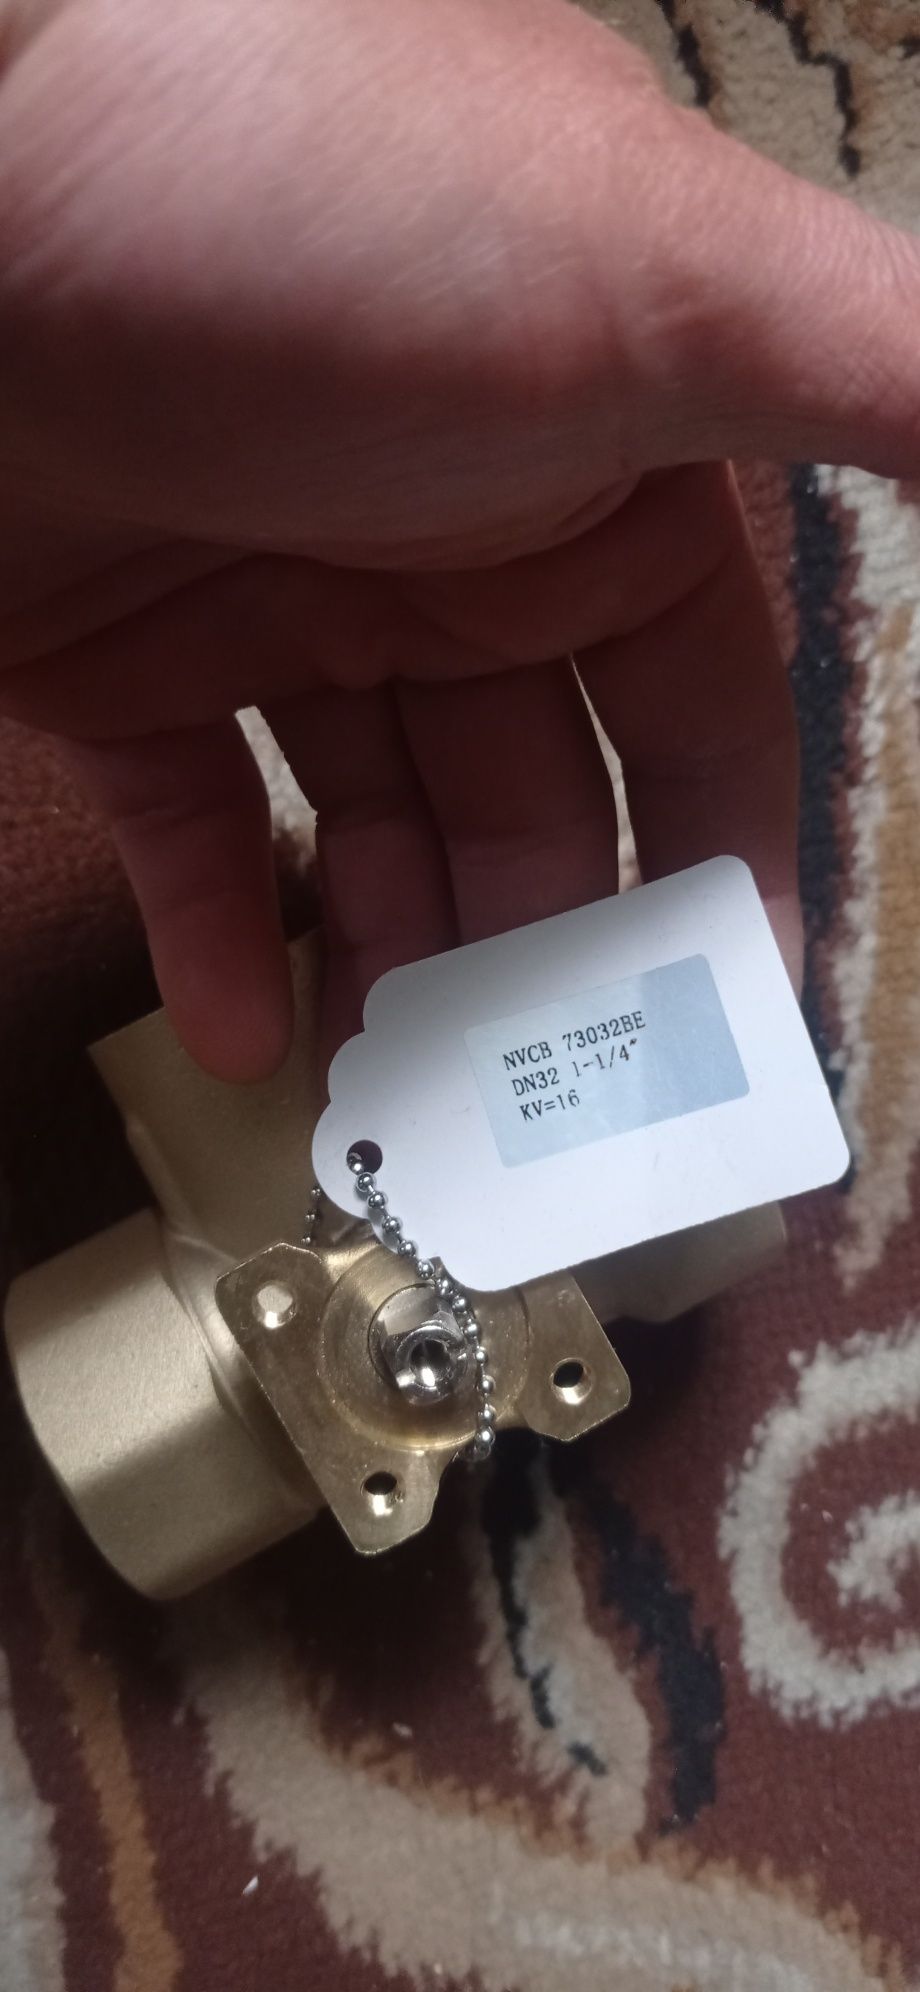 NVCB 73032BE
DN32 1-1/4"
KV=16